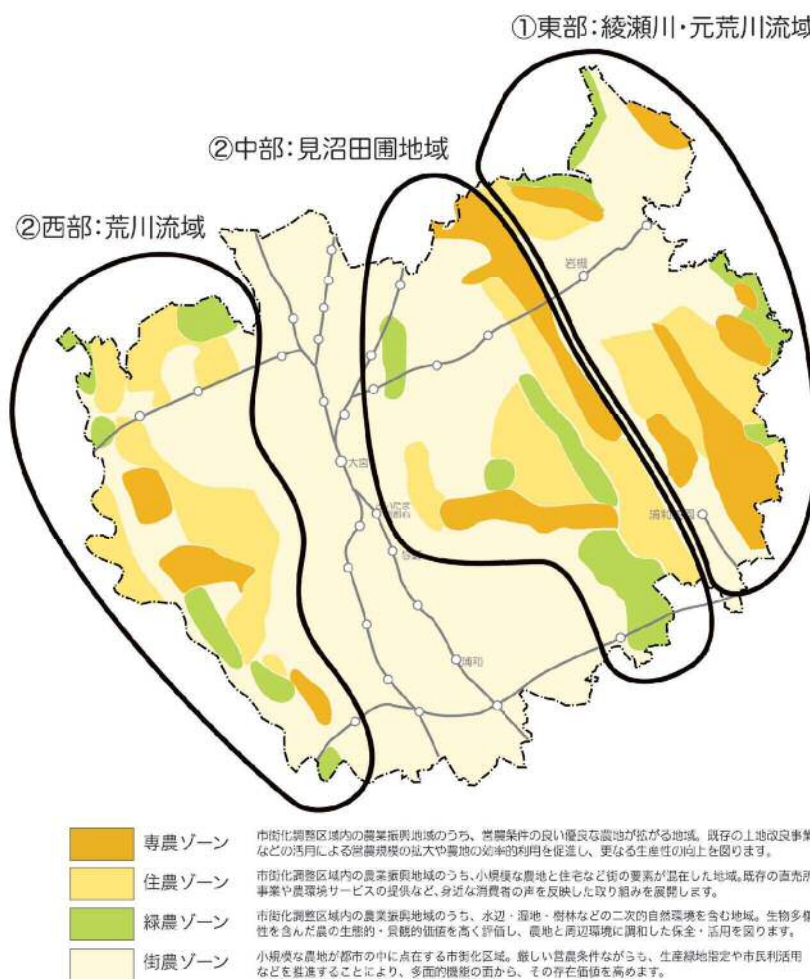 ①東部：綾瀬川・元荒川流域
②中部：見沼田圃地域
②西部：荒川流域
岩槻
大宮
浦和
専農ゾーン
市街化調整区域内の農業振興地域のうち、営農条件の良い優良な農地が拡がる地域。既存の土地改良事業
などの活用による営農規模の拡大や農地の効率的利用を促進し、更なる生産性の向上を図ります。
住農ゾーン
市街化調整区域内の農業振興地域のうち、小規模な農地と住宅など街の要素が混在した地域。既存の直売所
事業や農環境サービスの提供など、身近な消費者の声を反映した取り組みを展開します。
緑農ゾーン
市街化調整区域内の農業振興地域のうち、水辺・湿地・樹林などの二次的自然環境を含む地域。生物多様
性を含んだ農の生態的・景観的価値を高く評価し、農地と周辺環境に調和した保全・活用を図ります。
街農ゾーン
小規模な農地が都市の中に点在する市街化区域。厳しい営農条件ながらも、生産緑地指定や市民利活用
などを推進することにより、多面的機能の面から、その存在価値を高めます。